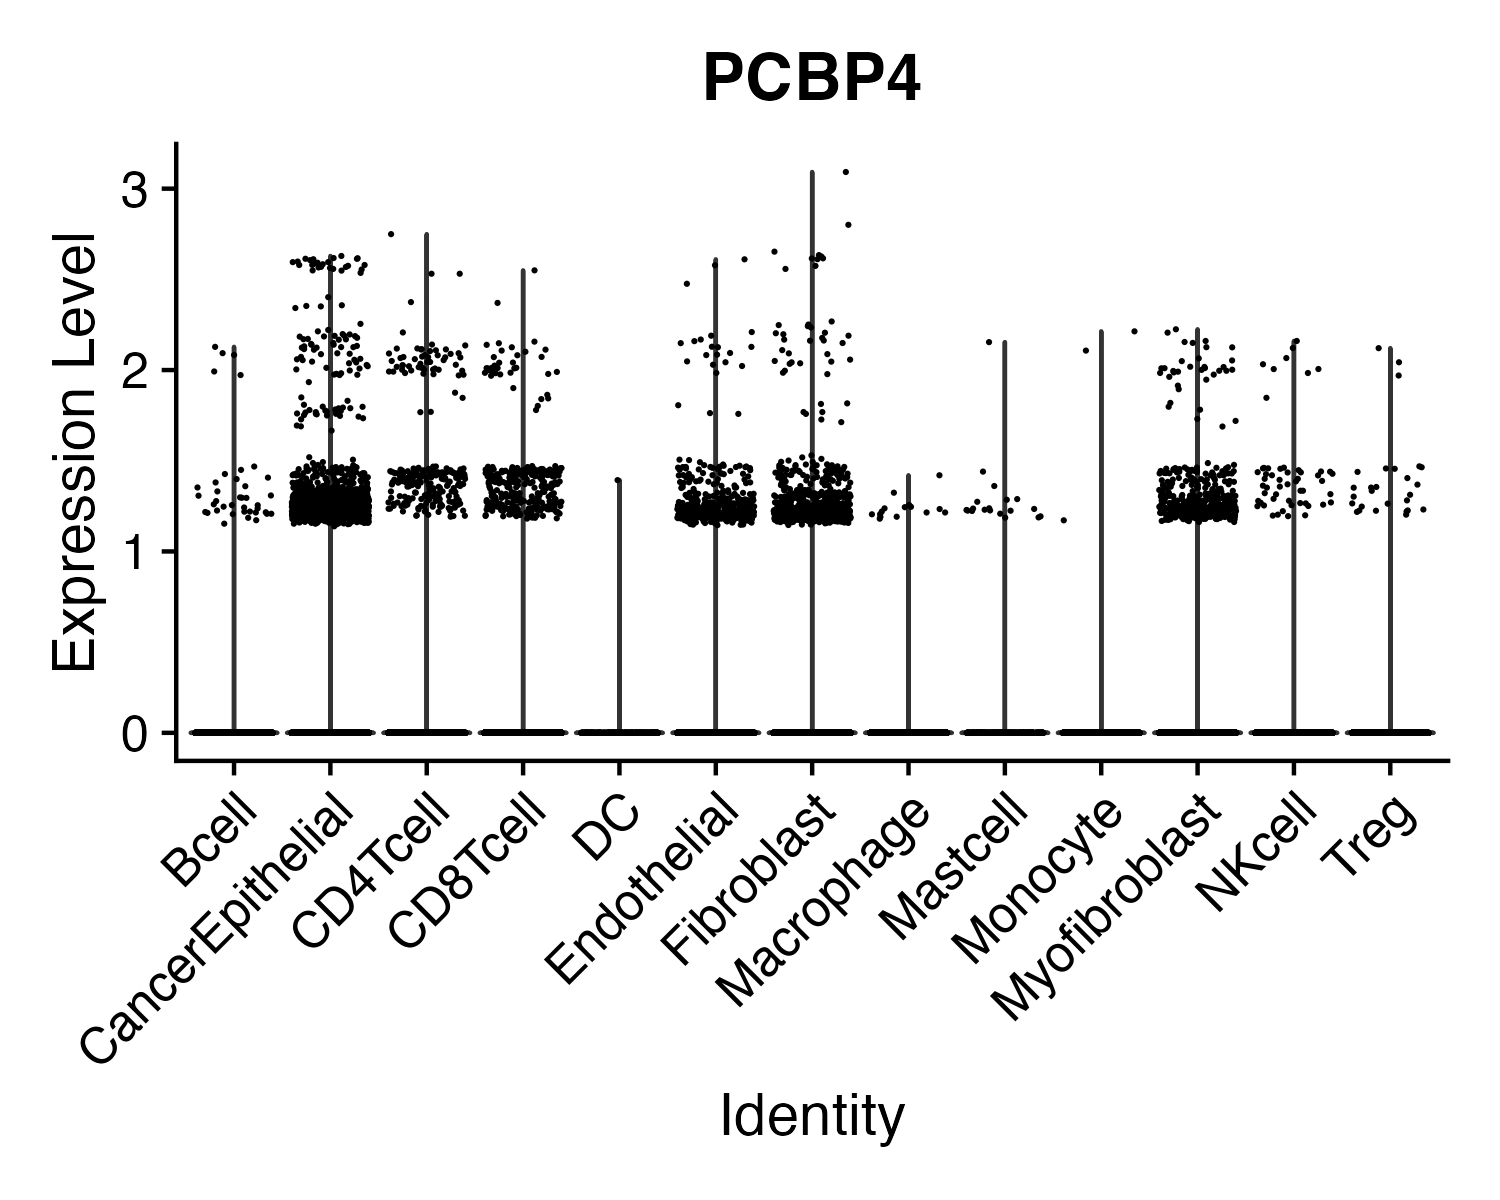 PCBP4
Expression Level
3
2
1
0
Bcell
CancerEpithelial
CD4Tcell
CD8Tcell
DC
Endothelial
Fibroblast
Macrophage
Mastcell
Monocyte
Myofibroblast
NKcell
Treg
Identity